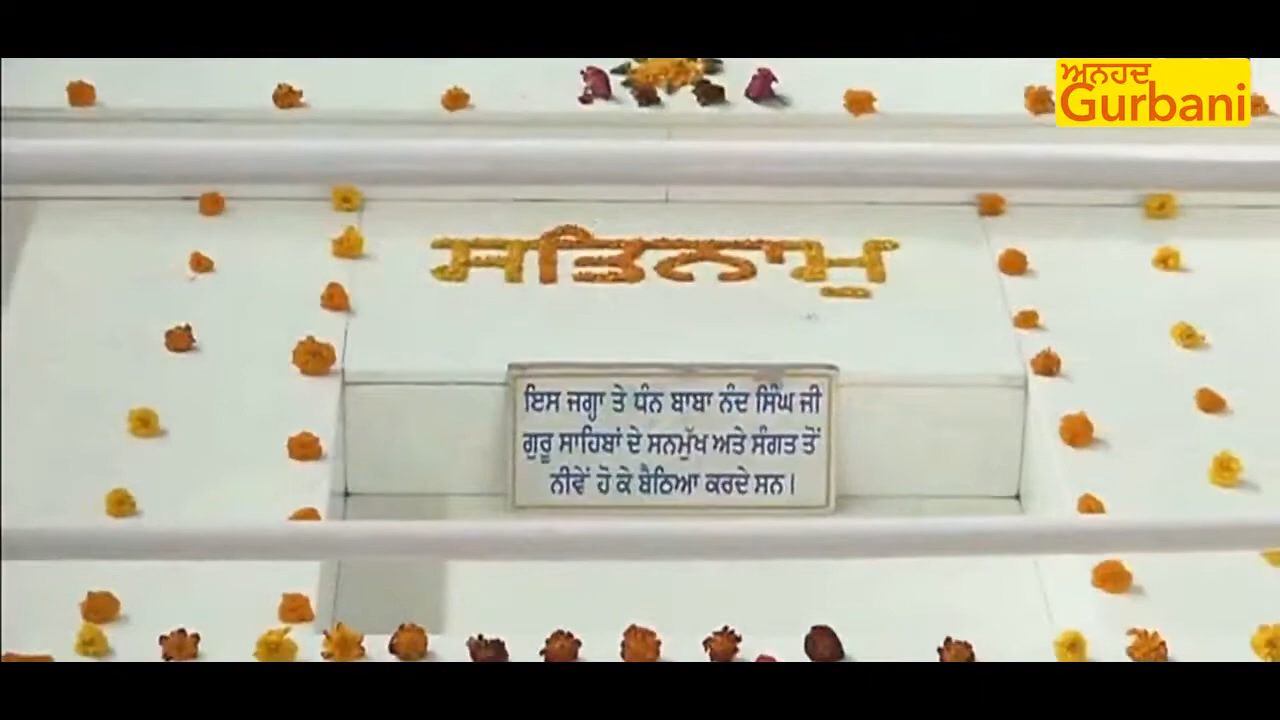 ਅਨਹਦ
Gurbani
ਸਤਿਨਾਮੁ
ਇਸ ਜਗ੍ਹਾ ਤੇ ਧੰਨ ਬਾਬਾ ਨੰਦ ਸਿੰਘ ਜੀ
ਗੁਰੂ ਸਾਹਿਬਾਂ ਦੇ ਸਨਮੁੱਖ ਅਤੇ ਸੰਗਤ ਤੋਂ
ਨੀਵੇਂ ਹੋ ਕੇ ਬੈਠਿਆ ਕਰਦੇ ਸਨ।